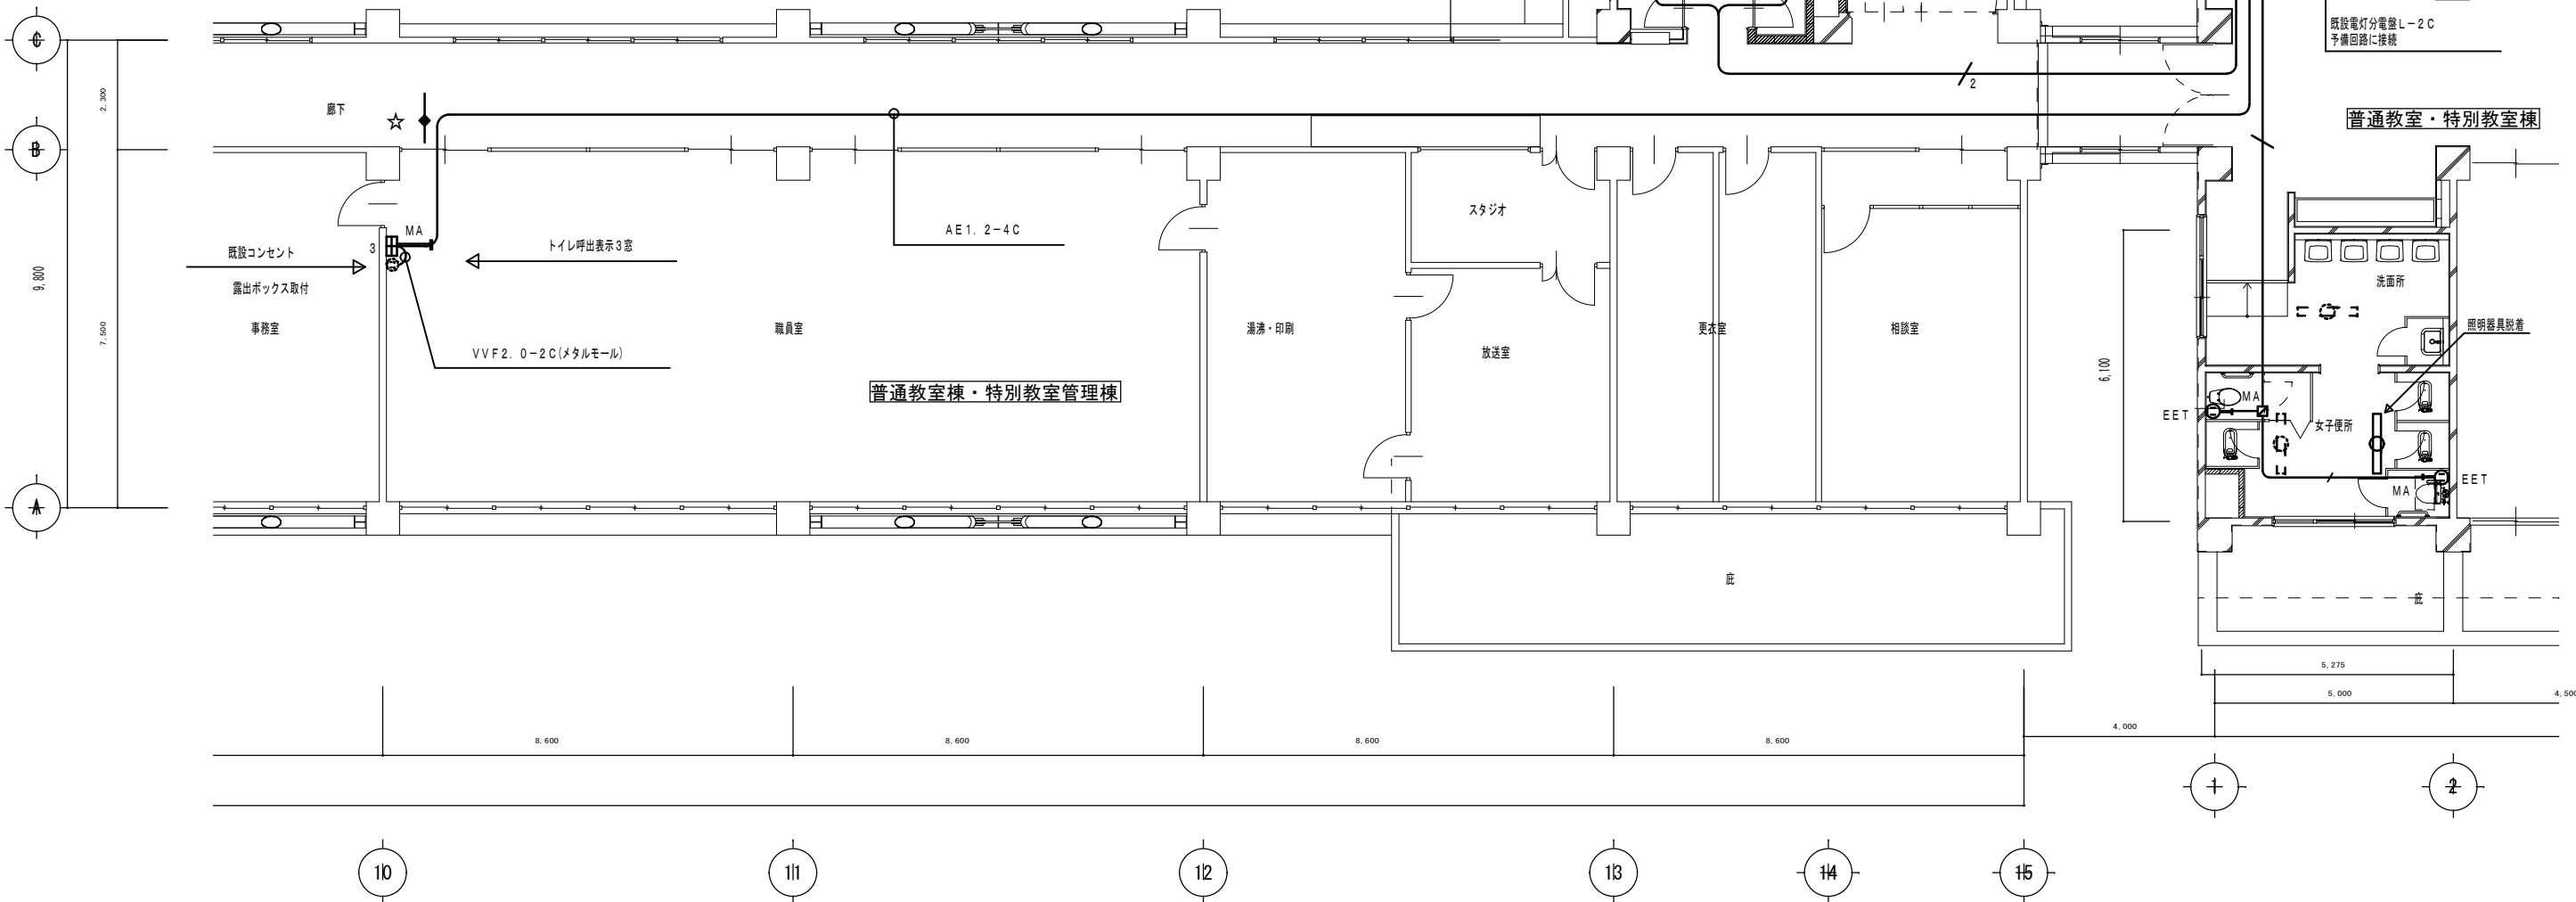 C
既設電灯分電盤L-2C
予備回路に接続
2,300
廊下
☆
2
普通教室・特別教室棟
B
スタジオ
AE1.2-4C
MA
3
既設コンセント
トイレ呼出表示3窓
露出ボックス取付
洗面所
9,800
7,500
事務室
職員室
湯沸・印刷
更衣室
相談室
照明器具脱着
放送室
VVF2.0-2C(メタルモール)
6,100
普通教室棟・特別教室管理棟
MA
EET
女子便所
EET
MA
A
庇
庇
5,275
5,000
4,500
4,000
8,600
8,600
8,600
8,600
1
2
10
11
12
13
14
15